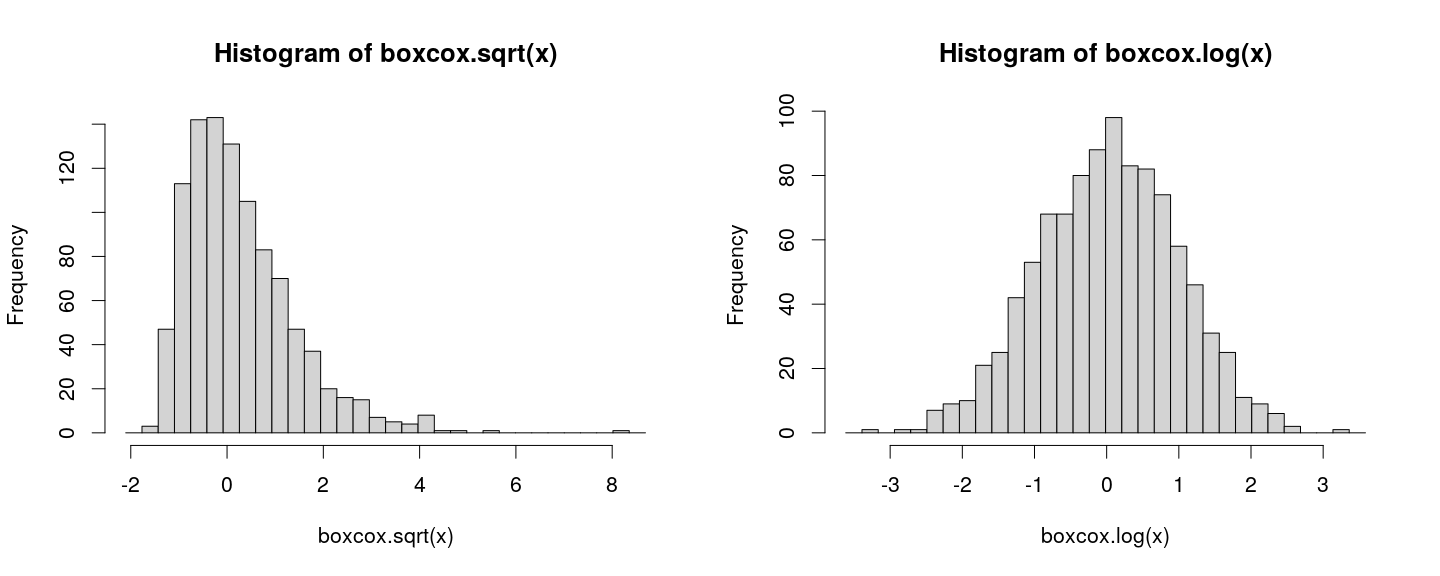 Histogram of boxcox.sqrt(x)
Frequency
0 20 40 60 80 120
-2 0 2 4 6 8
boxcox.sqrt(x)
Histogram of boxcox.log(x)
Frequency
0 20 40 60 80 100
-3 -2 -1 0 1 2 3
boxcox.log(x)